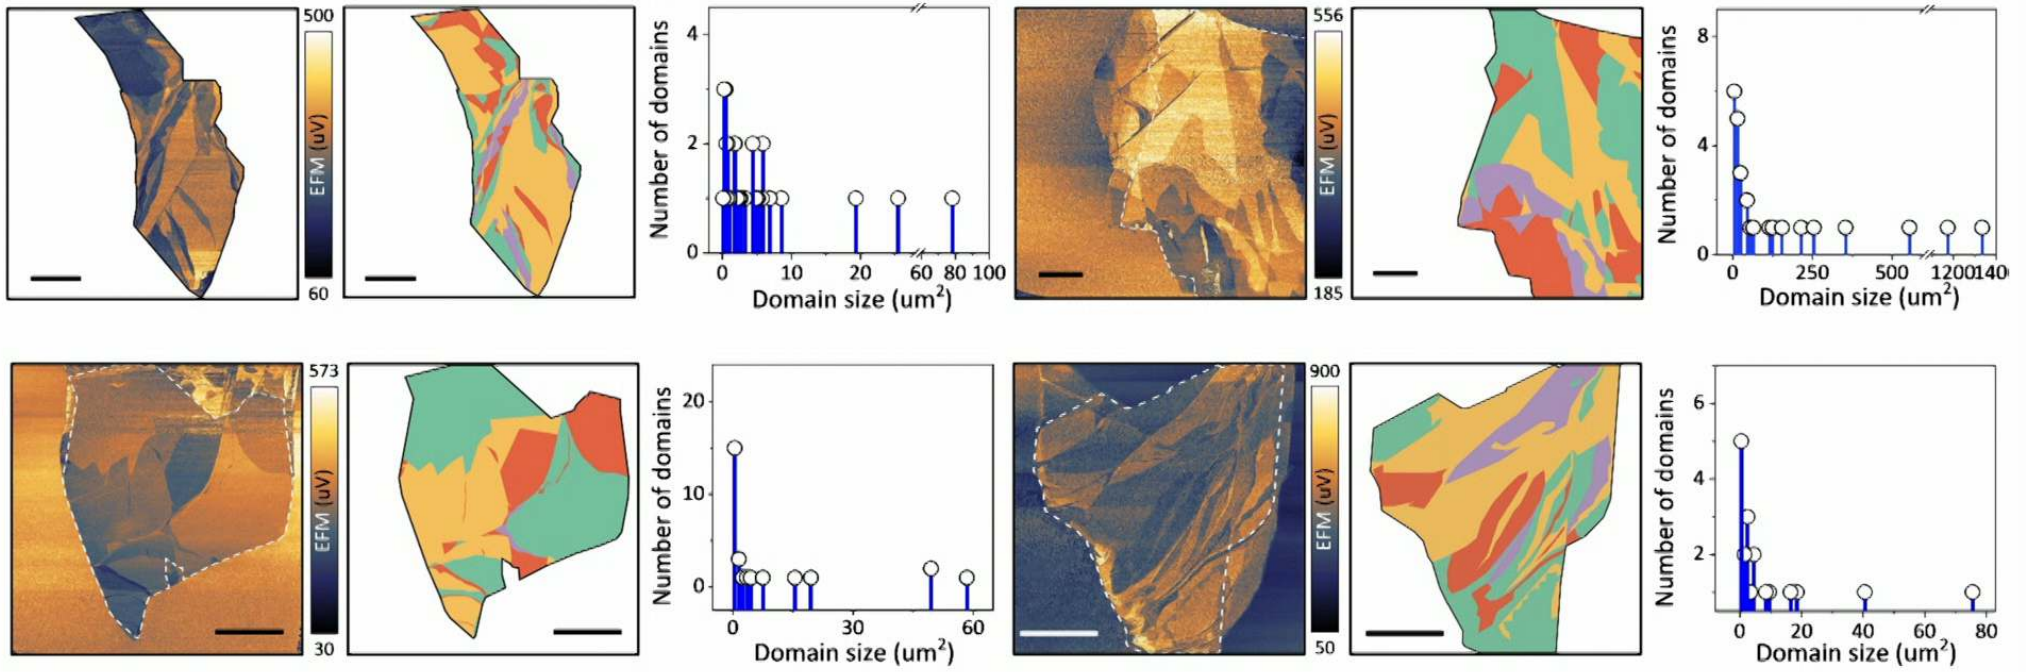 500
EFM (uV)
60
Number of domains
4
2
0
0 10 20 60 80 100
Domain size (um²)
556
EFM (uV)
185
Number of domains
8
4
0
0 250 500 1200 140
Domain size (um²)
573
EFM (uV)
30
Number of domains
20
10
0
0 30 60
Domain size (um²)
900
EFM (uV)
50
Number of domains
6
4
2
0 20 40 60 80
Domain size (um²)